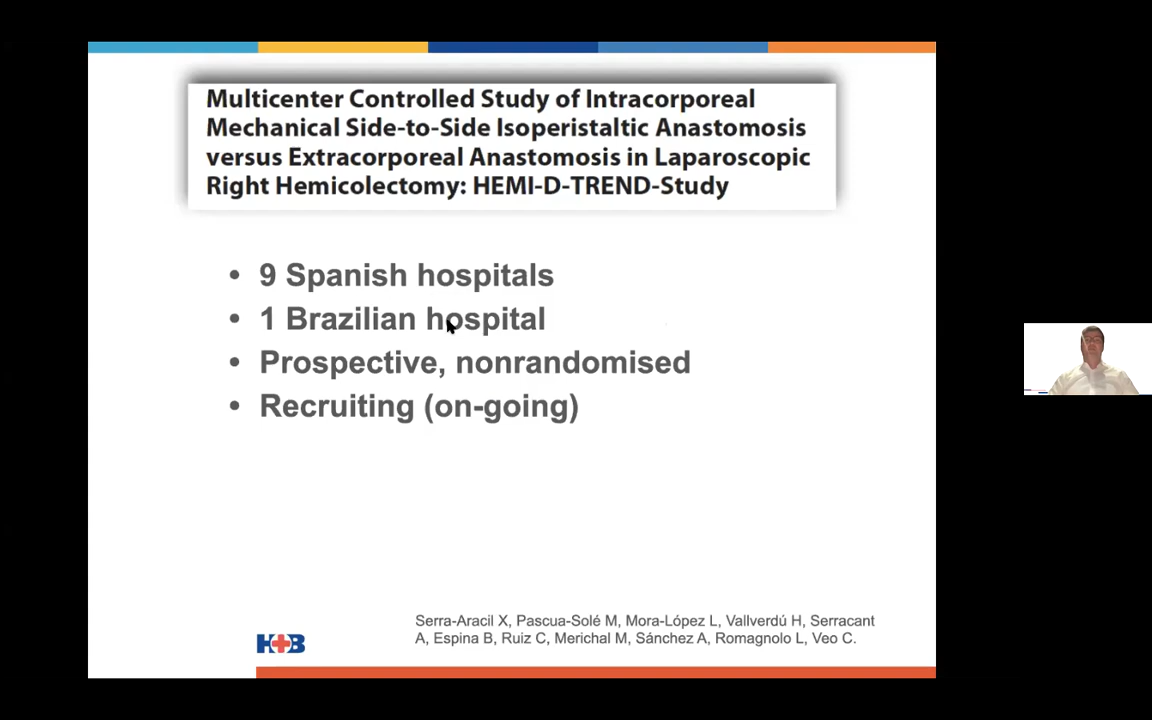 Multicenter Controlled Study of Intracorporeal
Mechanical Side-to-Side Isoperistaltic Anastomosis
versus Extracorporeal Anastomosis in Laparoscopic
Right Hemicolectomy: HEMI-D-TREND-Study
• 9 Spanish hospitals
• 1 Brazilian hospital
• Prospective, nonrandomised
• Recruiting (on-going)
Serra-Aracil X, Pascua-Solé M, Mora-López L, Vallverdú H, Serracant
A, Espina B, Ruiz C, Merichal M, Sánchez A, Romagnolo L, Veo C.
H+B